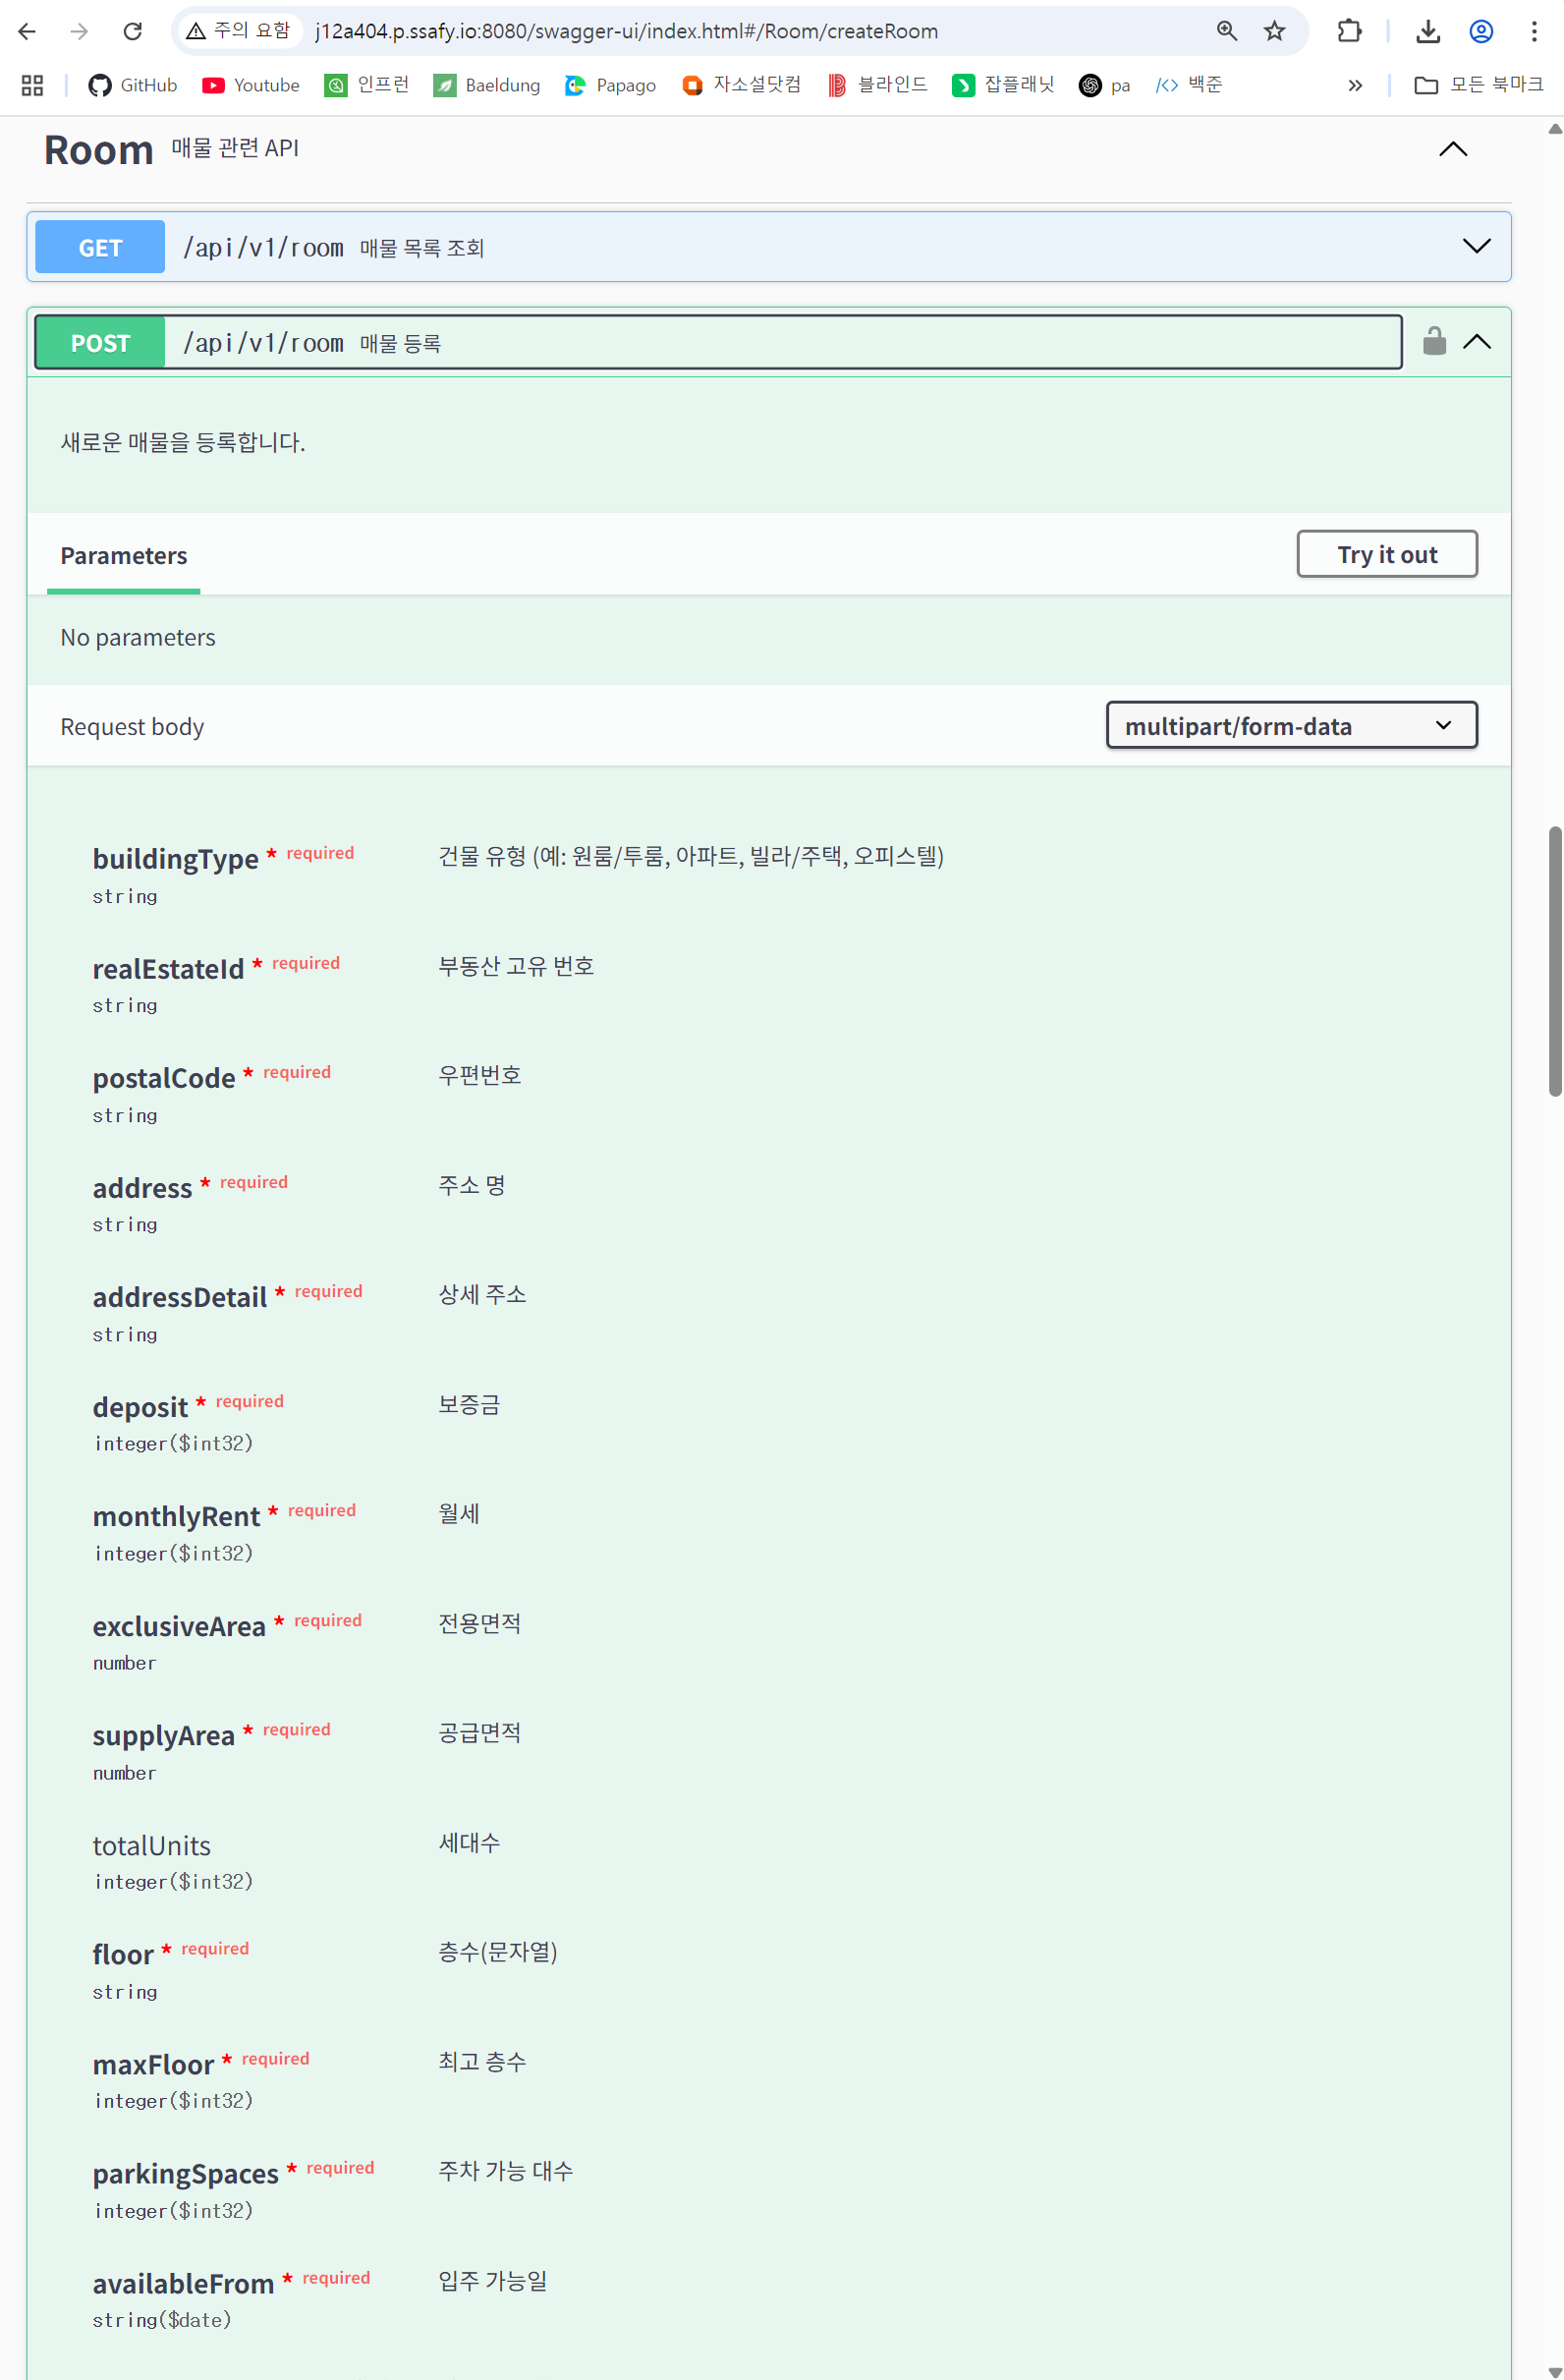 주의 요함 j12a404.p.ssafy.io:8080/swagger-ui/index.html#/Room/createRoom
GitHub Youtube 인프런 Baeldung Papago 자소설닷컴 블라인드 잡플래닛 pa 백준 » 모든 북마크
Room 매물 관련 API
GET /api/v1/room 매물 목록 조회
POST /api/v1/room 매물 등록
새로운 매물을 등록합니다.
Parameters Try it out
No parameters
Request body multipart/form-data
buildingType * required 건물 유형 (예: 원룸/투룸, 아파트, 빌라/주택, 오피스텔)
string
realEstateId * required 부동산 고유 번호
string
postalCode * required 우편번호
string
address * required 주소 명
string
addressDetail * required 상세 주소
string
deposit * required 보증금
integer($int32)
monthlyRent * required 월세
integer($int32)
exclusiveArea * required 전용면적
number
supplyArea * required 공급면적
number
totalUnits 세대수
integer($int32)
floor * required 층수(문자열)
string
maxFloor * required 최고 층수
integer($int32)
parkingSpaces * required 주차 가능 대수
integer($int32)
availableFrom * required 입주 가능일
string($date)